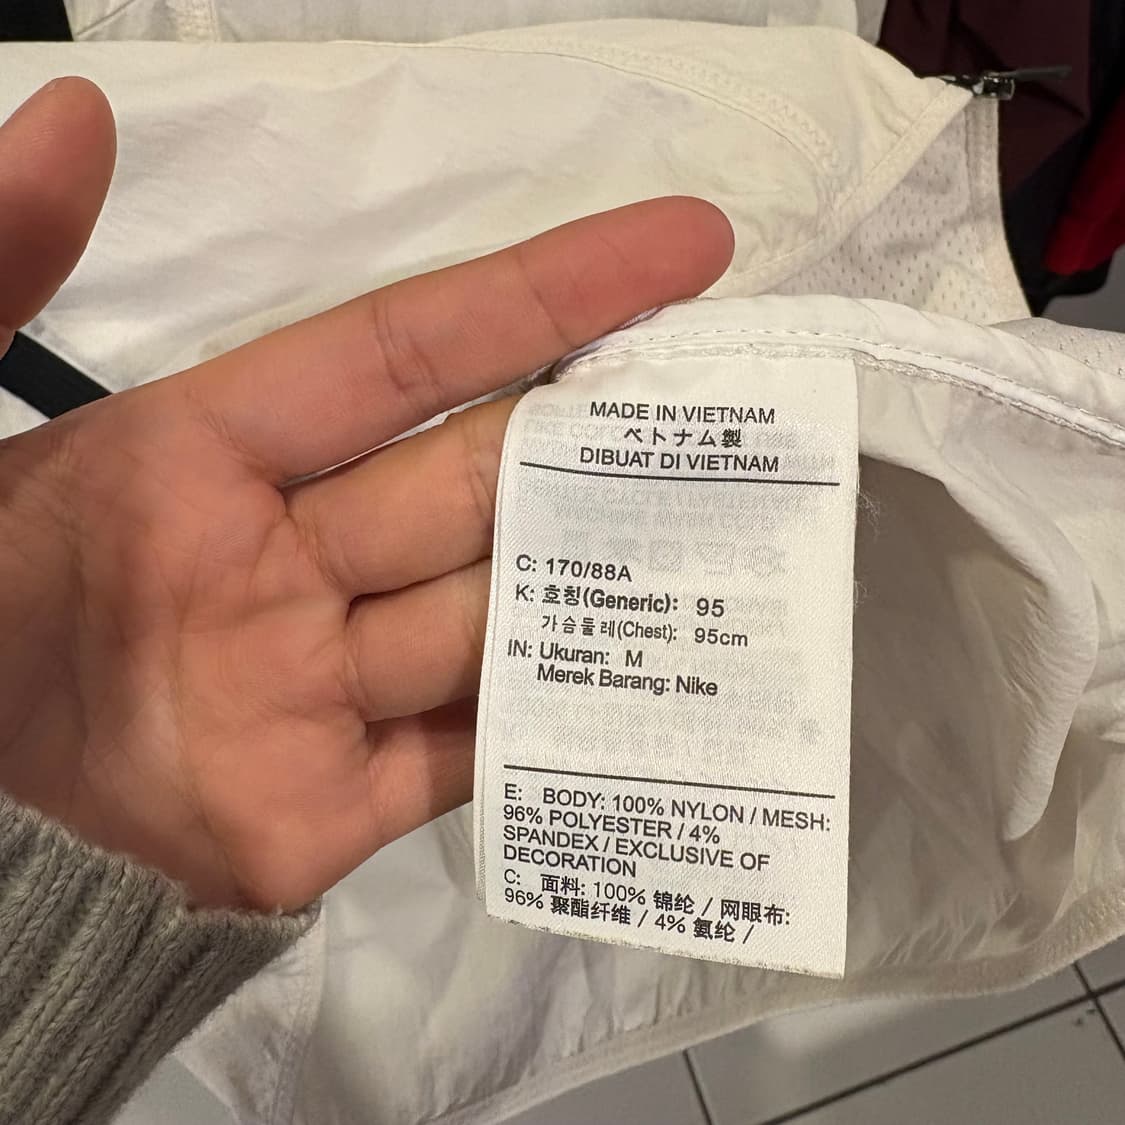 MADE IN VIETNAM
ベトナム製
DIBUAT DI VIETNAM
C: 170/88A
K: 호칭(Generic): 95
가슴둘레(Chest): 95cm
IN: Ukuran: M
Merek Barang: Nike
E: BODY: 100% NYLON / MESH:
96% POLYESTER / 4%
SPANDEX / EXCLUSIVE OF
DECORATION
C: 面料: 100% 锦纶 / 网眼布:
96% 聚酯纤维 / 4% 氨纶 /